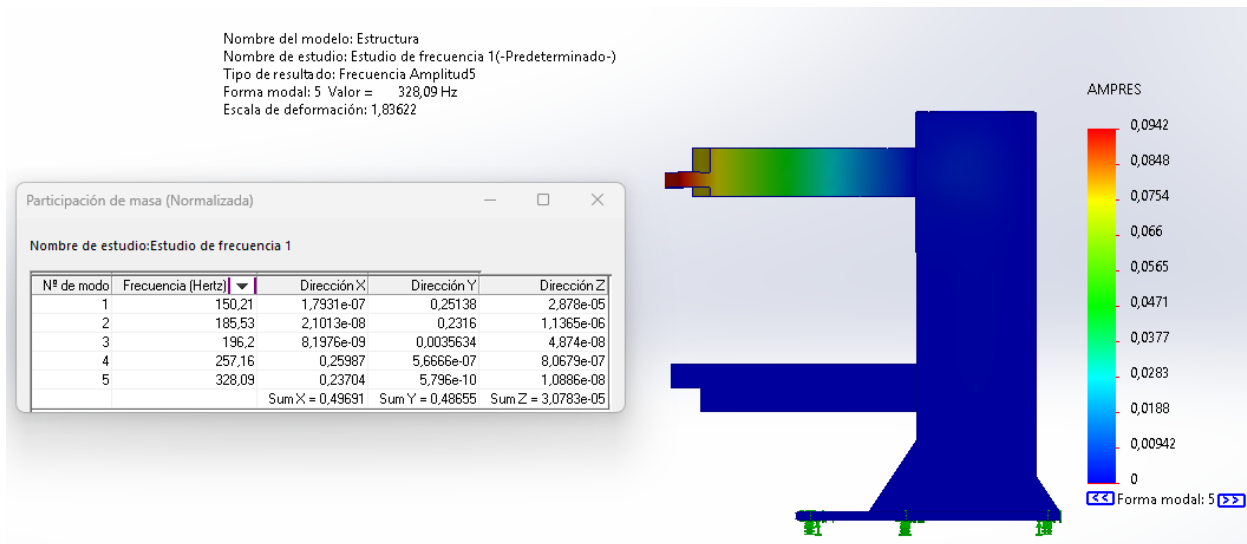 Nombre del modelo: Estructura
Nombre de estudio: Estudio de frecuencia 1(-Predeterminado-)
Tipo de resultado: Frecuencia Amplitud5
Forma modal: 5 Valor = 328,09 Hz
Escala de deformación: 1,83622
Participación de masa (Normalizada)
Nombre de estudio:Estudio de frecuencia 1
Nª de modo Frecuencia (Hertz) Dirección X Dirección Y Dirección Z
1 150,21 1,7931e-07 0,25138 2,878e-05
2 185,53 2,1013e-08 0,2316 1,1365e-06
3 196,2 8,1976e-09 0,0035634 4,874e-08
4 257,16 0,25987 5,6666e-07 8,0679e-07
5 328,09 0,23704 5,796e-10 1,0886e-08
Sum X = 0,49691 Sum Y = 0,48655 Sum Z = 3,0783e-05
AMPRES
0,0942
0,0848
0,0754
0,066
0,0565
0,0471
0,0377
0,0283
0,0188
0,00942
0
<< Forma modal: 5 >>